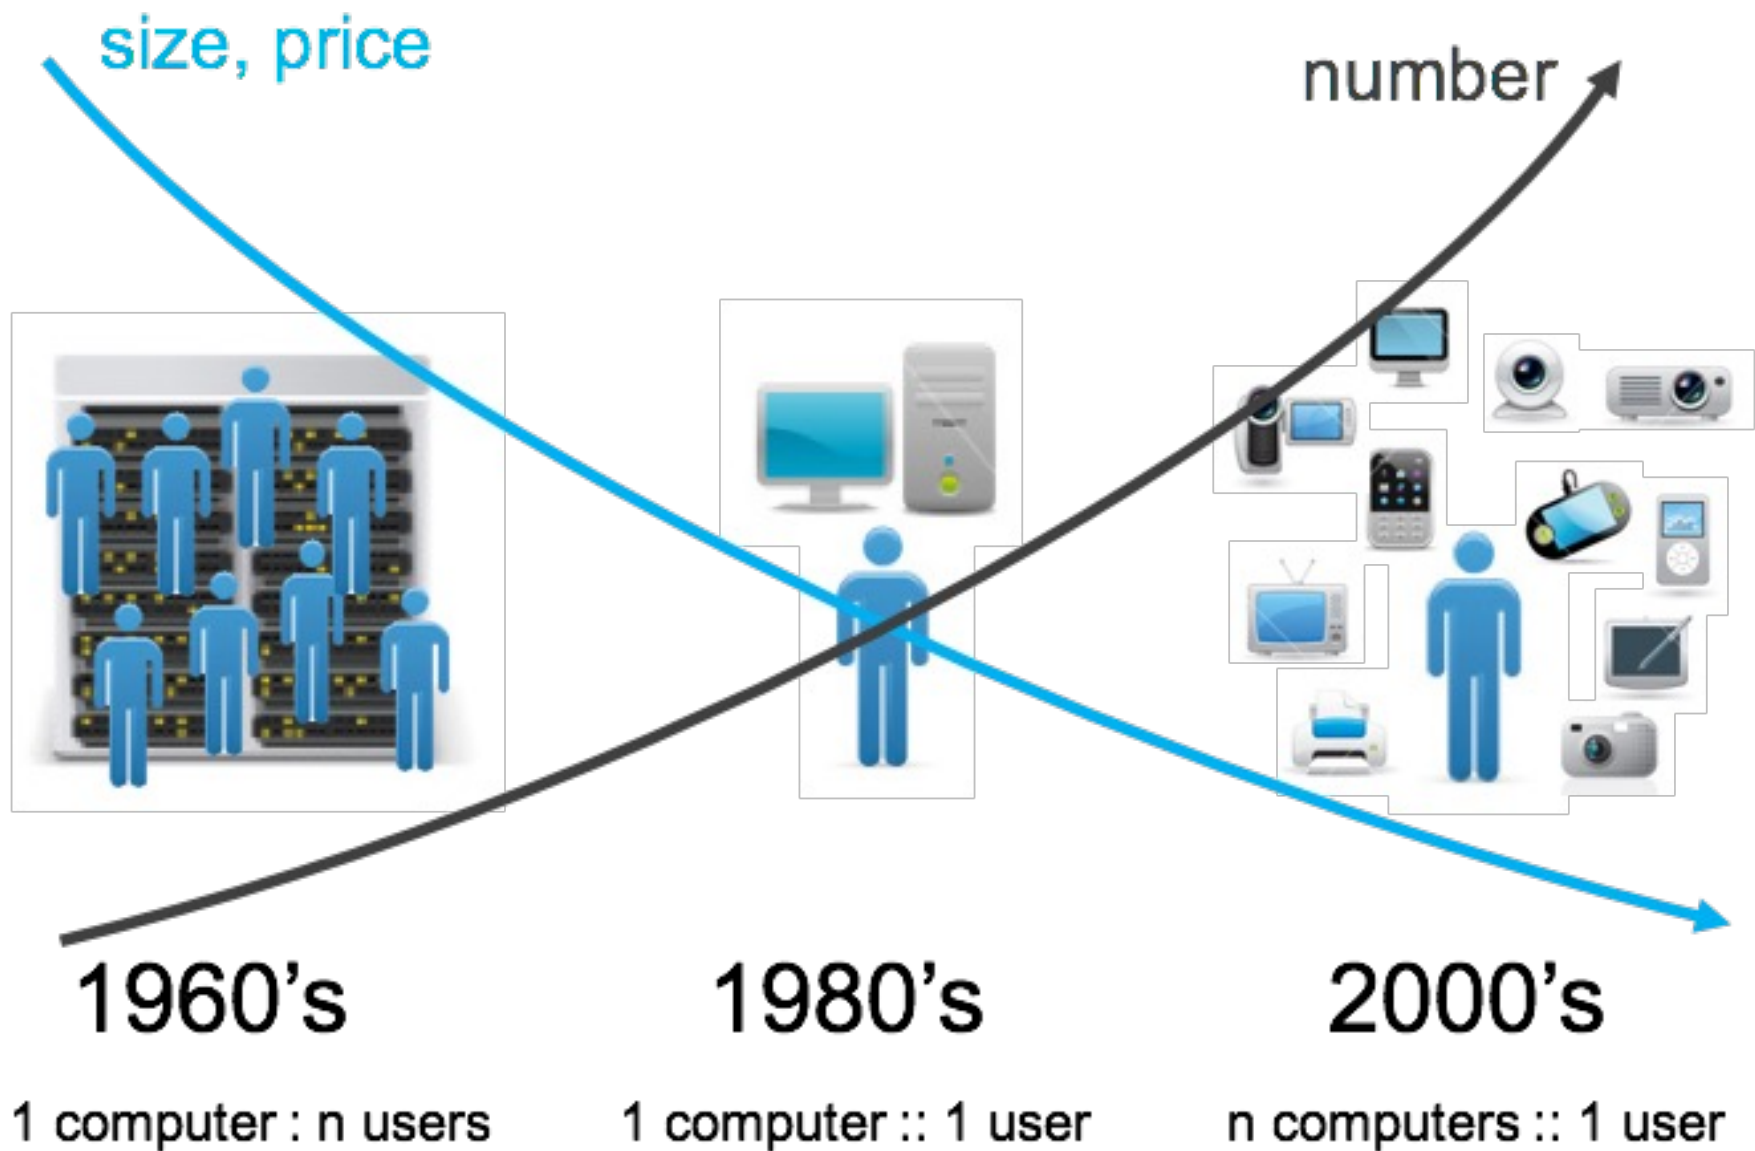 size, price
number
1960’s
1980’s
2000’s
1 computer : n users
1 computer :: 1 user
n computers :: 1 user